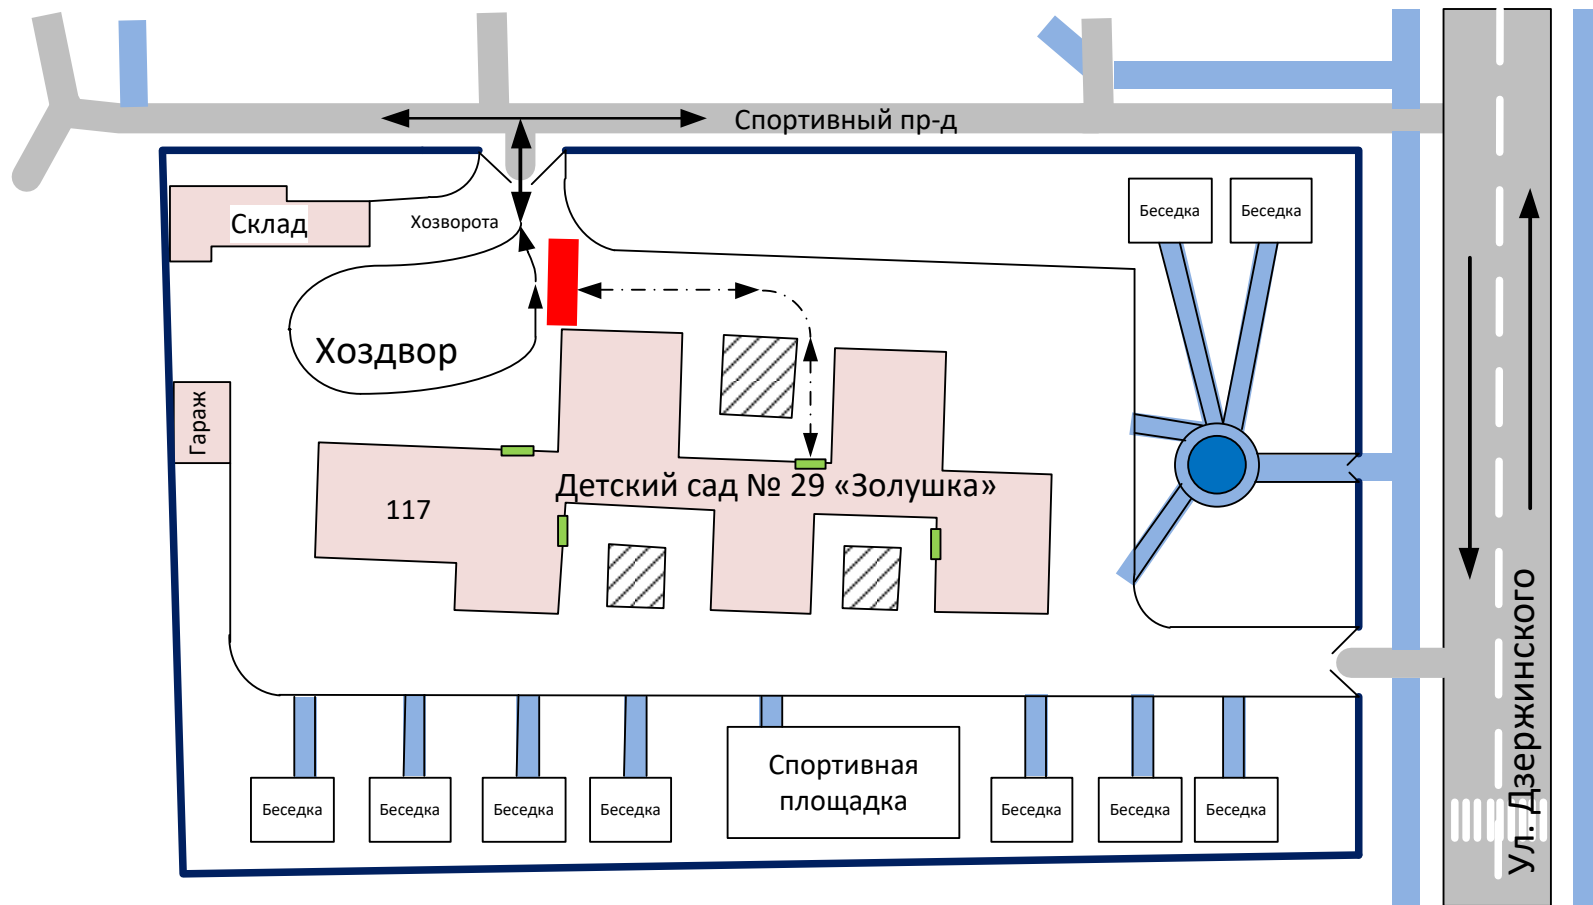 Спортивный пр-д
Склад
Хозворота
Беседка
Беседка
Хоздвор
Гараж
Детский сад № 29 «Золушка»
117
Ул. Дзержинского
Спортивная
площадка
Беседка
Беседка
Беседка
Беседка
Беседка
Беседка
Беседка